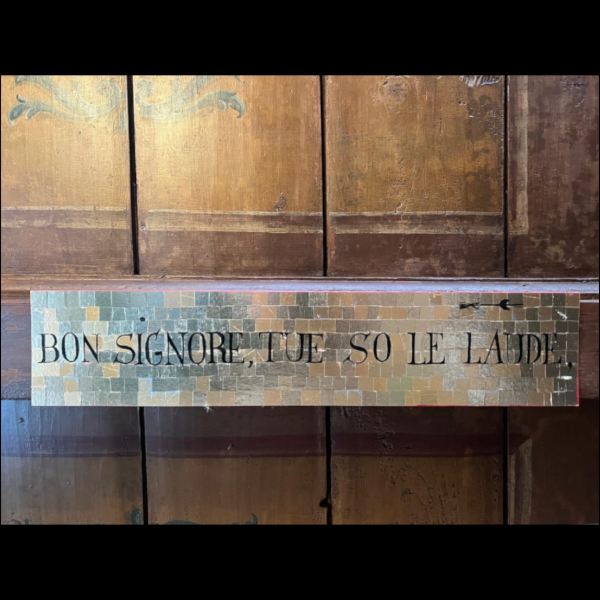 BON SIGNORE, TUE SO LE LAUDE,